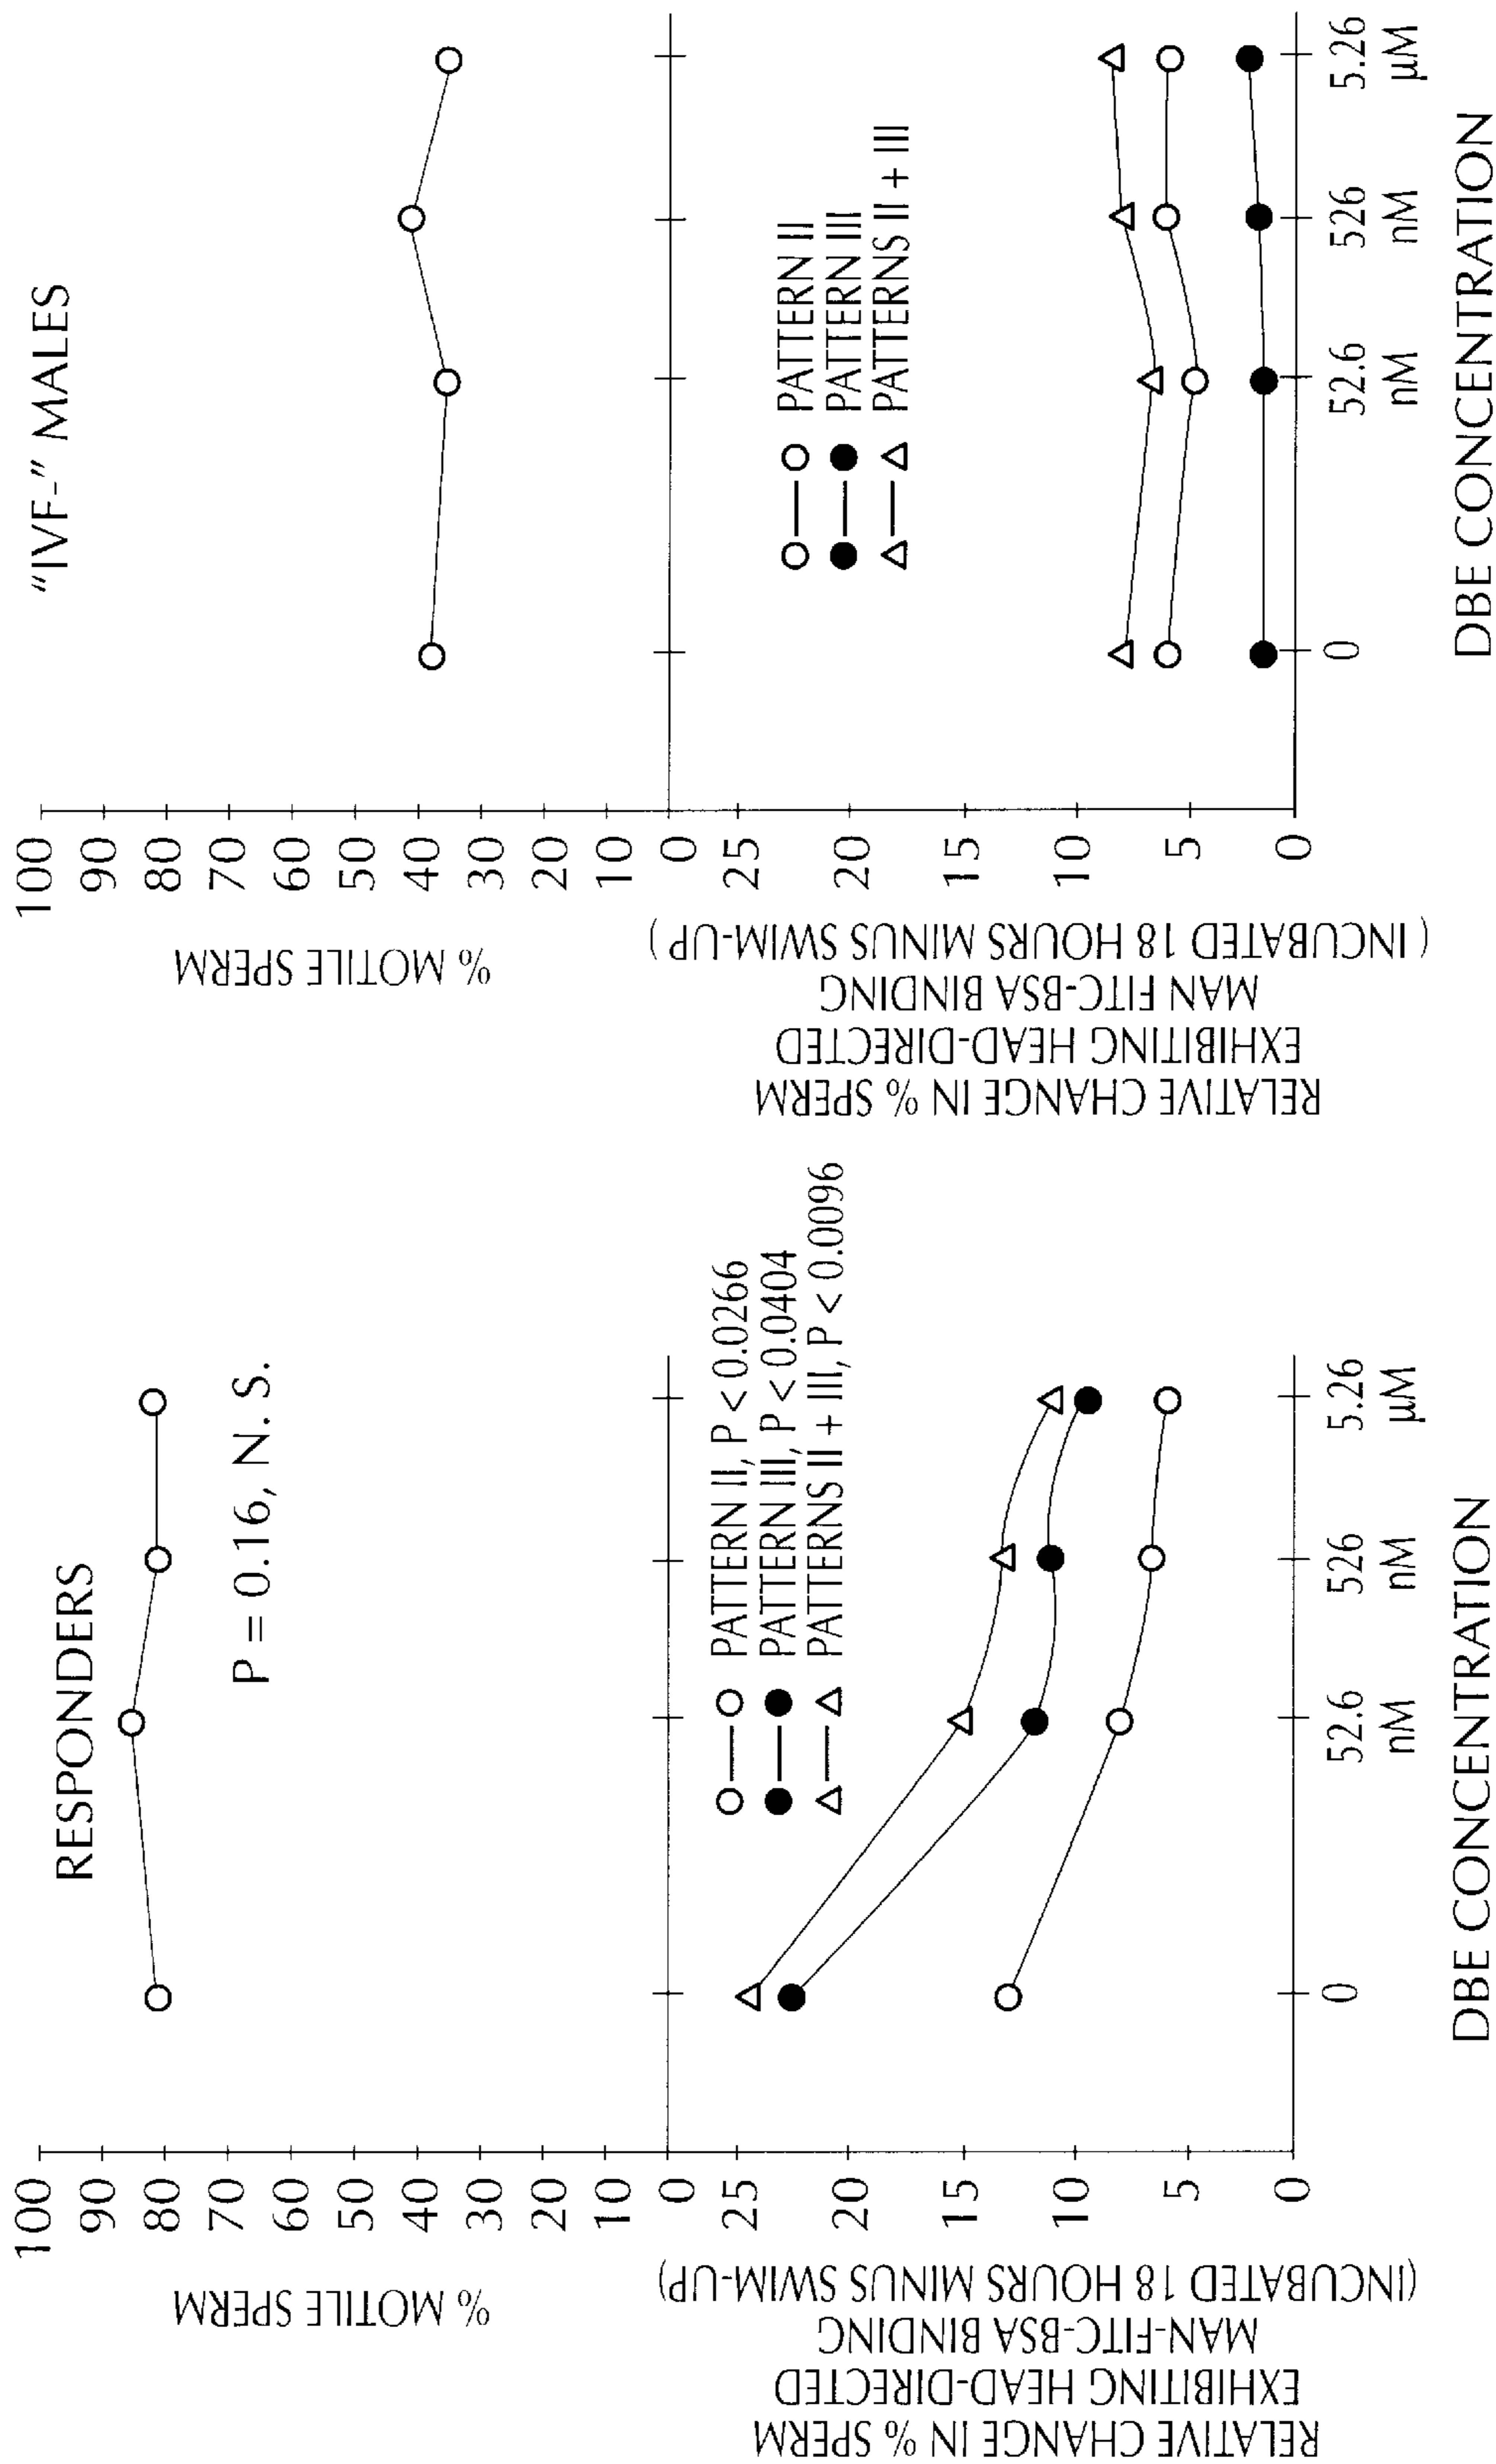 RESPONDERS
P = 0.16, N. S.
% MOTILE SPERM
100
90
80
70
60
50
40
30
20
10
0
PATTERN II, P < 0.0266
PATTERN III, P < 0.0404
PATTERNS II + III, P < 0.0096
RELATIVE CHANGE IN % SPERM
EXHIBITING HEAD-DIRECTED
MAN-FITC-BSA BINDING
(INCUBATED 18 HOURS MINUS SWIM-UP)
25
20
15
10
5
0
0
52.6
nM
526
nM
5.26
μM
DBE CONCENTRATION
"IVF-" MALES
% MOTILE SPERM
100
90
80
70
60
50
40
30
20
10
0
PATTERN II
PATTERN III
PATTERNS II + III
RELATIVE CHANGE IN % SPERM
EXHIBITING HEAD-DIRECTED
MAN FITC-BSA BINDING
(INCUBATED 18 HOURS MINUS SWIM-UP)
25
20
15
10
5
0
0
52.6
nM
526
nM
5.26
μM
DBE CONCENTRATION